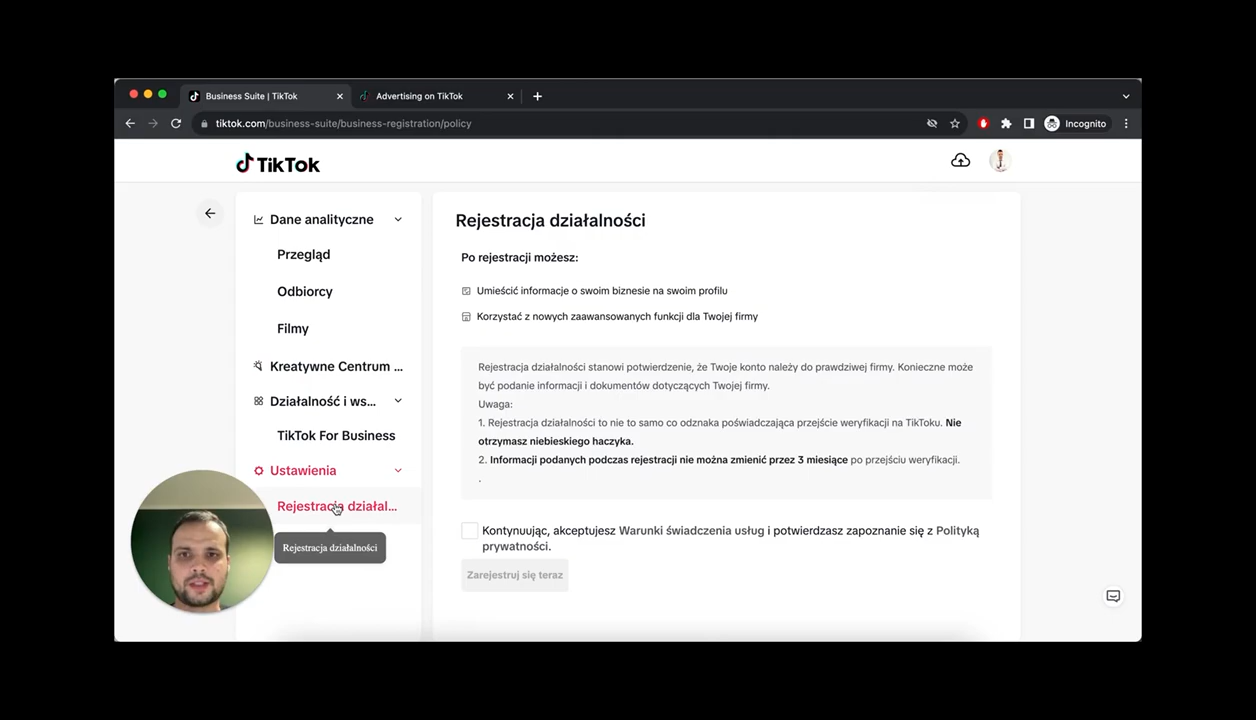 Business Suite | TikTok
Advertising on TikTok
tiktok.com/business-suite/business-registration/policy
Incognito
TikTok
Dane analityczne
Przegląd
Odbiorcy
Filmy
Kreatywne Centrum ...
Działalność i ws...
TikTok For Business
Ustawienia
Rejestracja działal...
Rejestracja działalności
Rejestracja działalności
Po rejestracji możesz:
Umieścić informacje o swoim biznesie na swoim profilu
Korzystać z nowych zaawansowanych funkcji dla Twojej firmy
Rejestracja działalności stanowi potwierdzenie, że Twoje konto należy do prawdziwej firmy. Konieczne może
być podanie informacji i dokumentów dotyczących Twojej firmy.
Uwaga:
1. Rejestracja działalności to nie to samo co odznaka poświadczająca przejście weryfikacji na TikToku. Nie
otrzymasz niebieskiego haczyka.
2. Informacji podanych podczas rejestracji nie można zmienić przez 3 miesiące po przejściu weryfikacji.
.
Kontynuując, akceptujesz Warunki świadczenia usług i potwierdzasz zapoznanie się z Polityką
prywatności.
Zarejestruj się teraz